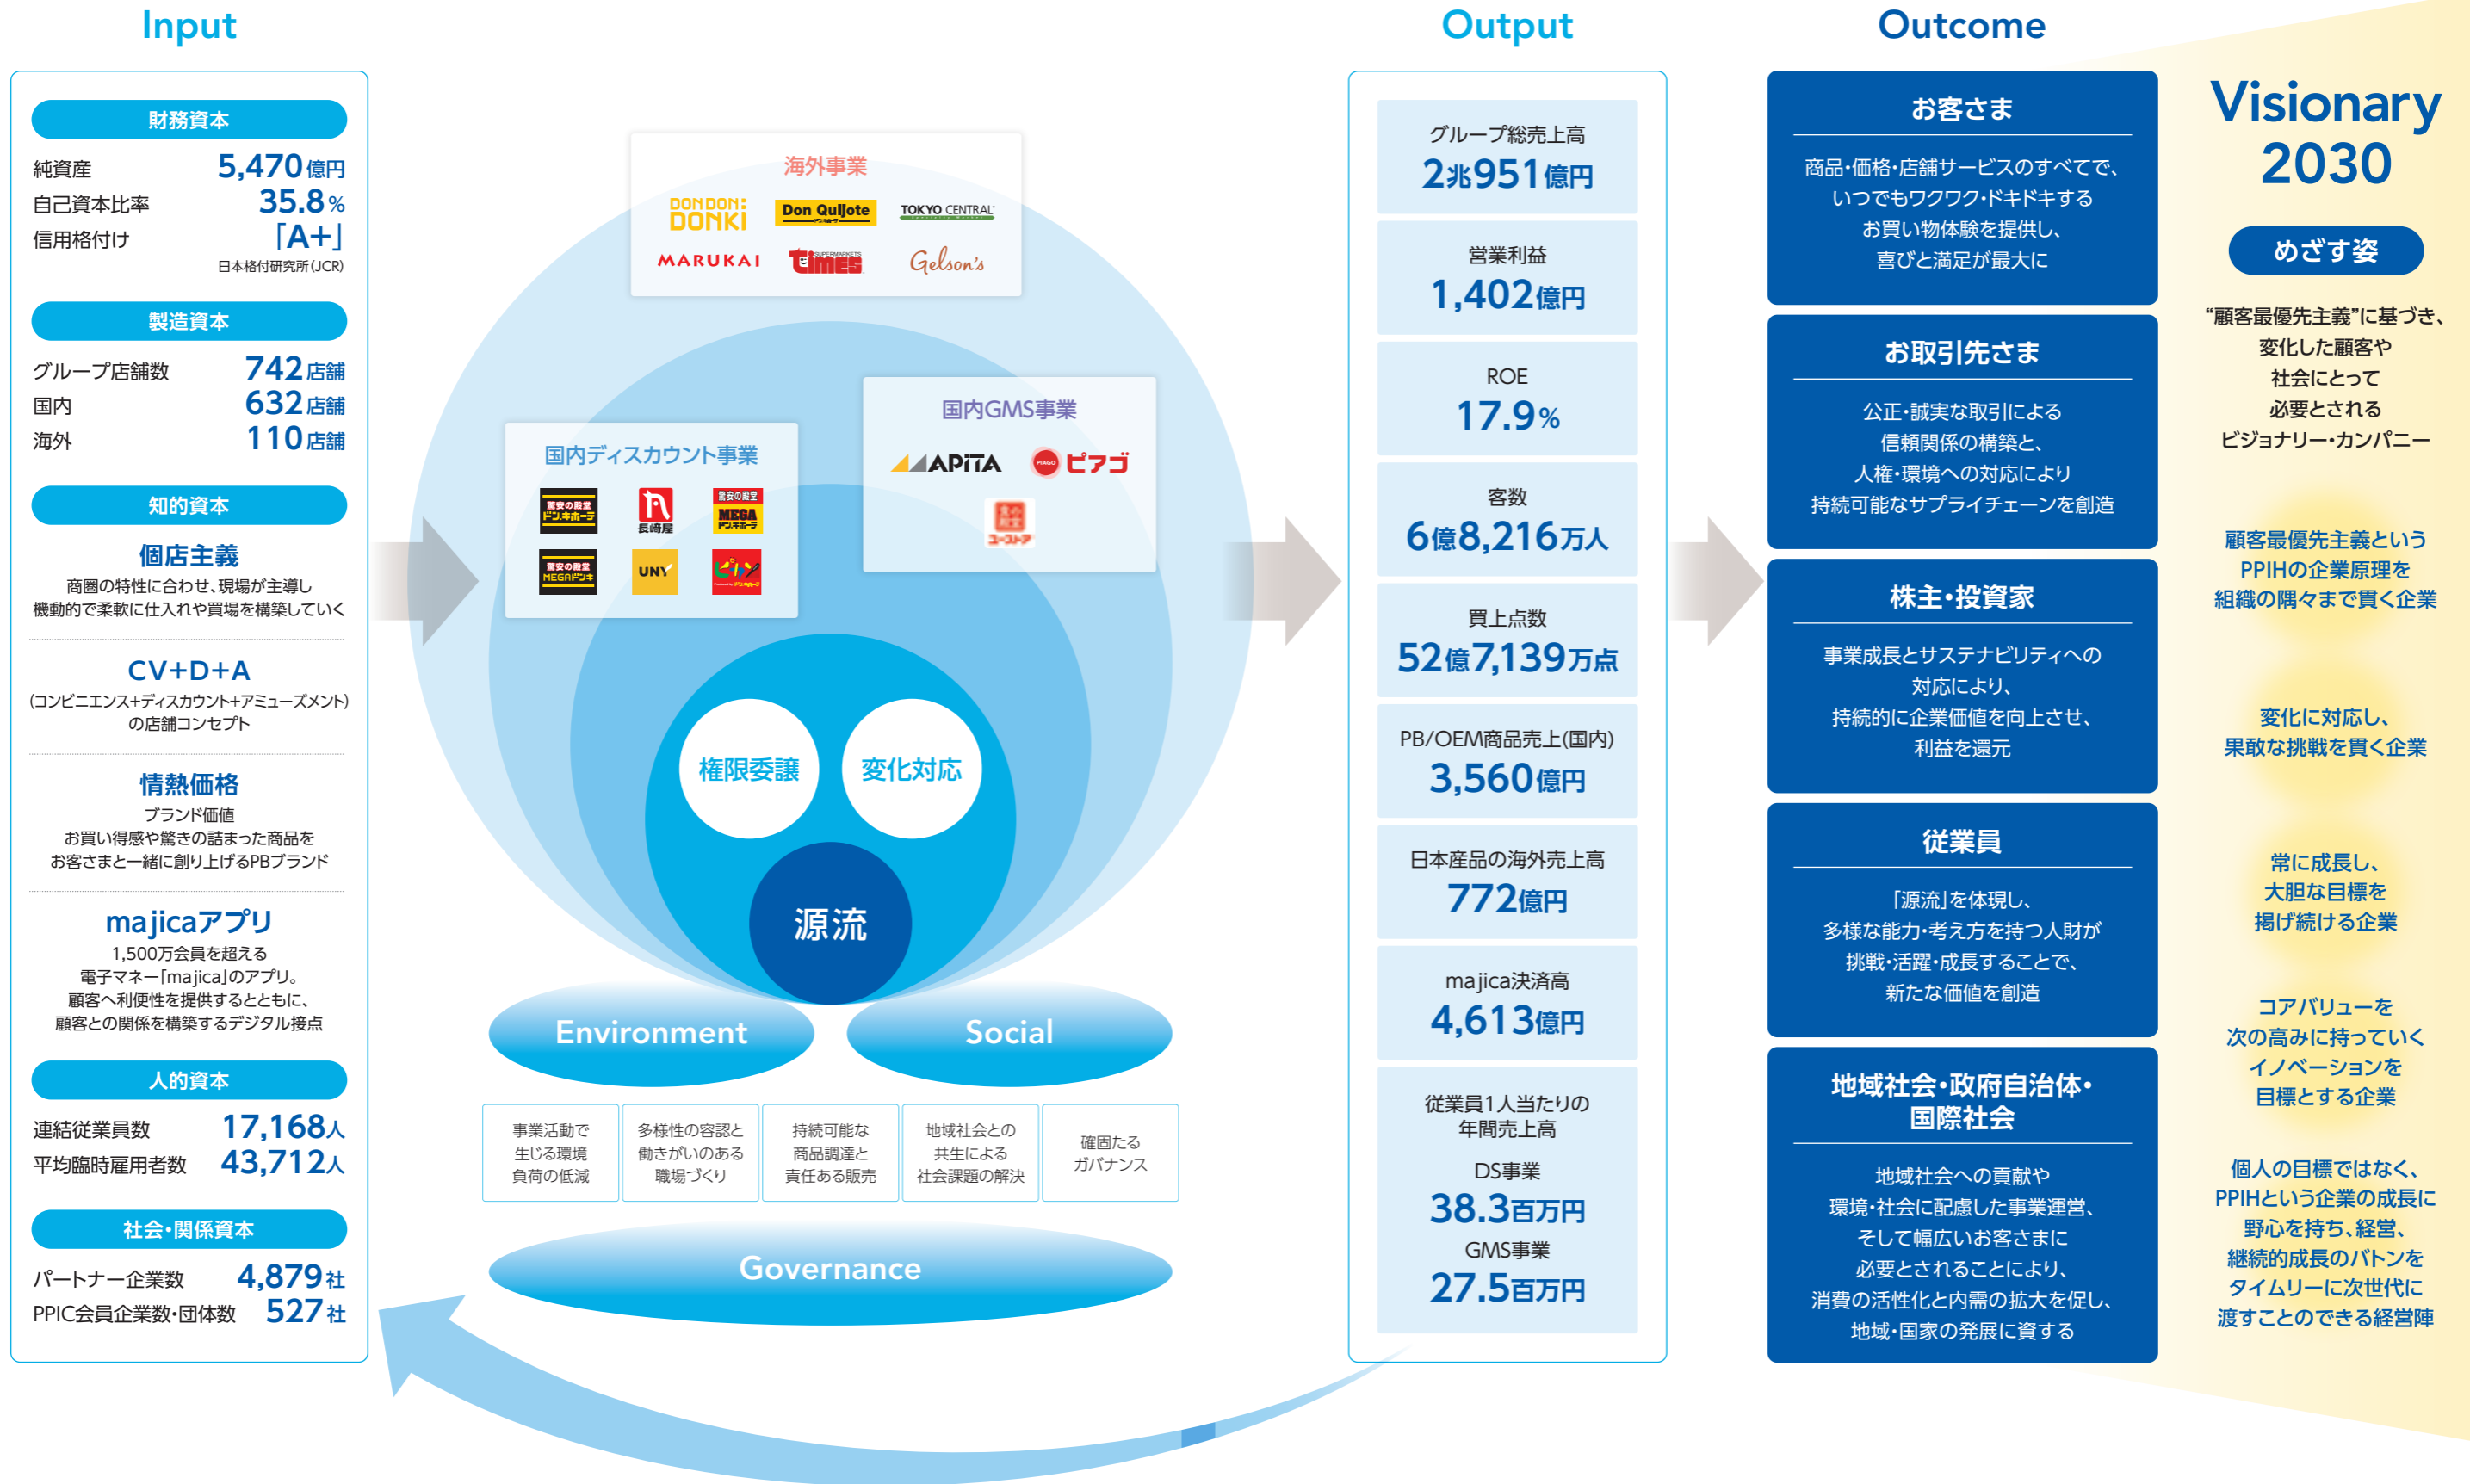 Input
財務資本
純資産 5,470億円
自己資本比率 35.8%
信用格付け 「A+」
日本格付研究所(JCR)
製造資本
グループ店舗数 742店舗
国内 632店舗
海外 110店舗
知的資本
個店主義
商圏の特性に合わせ、現場が主導し
機動的で柔軟に仕入れや買場を構築していく
CV+D+A
(コンビニエンス+ディスカウント+アミューズメント)
の店舗コンセプト
情熱価格
ブランド価値
お買い得感や驚きの詰まった商品を
お客さまと一緒に創り上げるPBブランド
majicaアプリ
1,500万会員を超える
電子マネー「majica」のアプリ。
顧客へ利便性を提供するとともに、
顧客との関係を構築するデジタル接点
人的資本
連結従業員数 17,168人
平均臨時雇用者数 43,712人
社会・関係資本
パートナー企業数 4,879社
PPIC会員企業数・団体数 527社
海外事業
DON DON DONKI
Don Quijote
TOKYO CENTRAL
MARUKAI
SUPERMARKETS
Times
Gelson's
国内GMS事業
APiTA
PIAGO ピアゴ
ユーストア
国内ディスカウント事業
驚安の殿堂
ドン.キホーテ
長崎屋
驚安の殿堂
MEGA
ドン.キホーテ
驚安の殿堂
MEGAドンキ
UNY
ピカソ
権限委譲
変化対応
源流
Environment
Social
事業活動で
生じる環境
負荷の低減
多様性の容認と
働きがいのある
職場づくり
持続可能な
商品調達と
責任ある販売
地域社会との
共生による
社会課題の解決
確固たる
ガバナンス
Governance
Output
グループ総売上高
2兆951億円
営業利益
1,402億円
ROE
17.9%
客数
6億8,216万人
買上点数
52億7,139万点
PB/OEM商品売上(国内)
3,560億円
日本産品の海外売上高
772億円
majica決済高
4,613億円
従業員1人当たりの
年間売上高
DS事業
38.3百万円
GMS事業
27.5百万円
Outcome
お客さま
商品・価格・店舗サービスのすべてで、
いつでもワクワク・ドキドキする
お買い物体験を提供し、
喜びと満足が最大に
お取引先さま
公正・誠実な取引による
信頼関係の構築と、
人権・環境への対応により
持続可能なサプライチェーンを創造
株主・投資家
事業成長とサステナビリティへの
対応により、
持続的に企業価値を向上させ、
利益を還元
従業員
「源流」を体現し、
多様な能力・考え方を持つ人財が
挑戦・活躍・成長することで、
新たな価値を創造
地域社会・政府自治体・
国際社会
地域社会への貢献や
環境・社会に配慮した事業運営、
そして幅広いお客さまに
必要とされることにより、
消費の活性化と内需の拡大を促し、
地域・国家の発展に資する
Visionary
2030
めざす姿
“顧客最優先主義”に基づき、
変化した顧客や
社会にとって
必要とされる
ビジョナリー・カンパニー
顧客最優先主義という
PPIHの企業原理を
組織の隅々まで貫く企業
変化に対応し、
果敢な挑戦を貫く企業
常に成長し、
大胆な目標を
掲げ続ける企業
コアバリューを
次の高みに持っていく
イノベーションを
目標とする企業
個人の目標ではなく、
PPIHという企業の成長に
野心を持ち、経営、
継続的成長のバトンを
タイムリーに次世代に
渡すことのできる経営陣